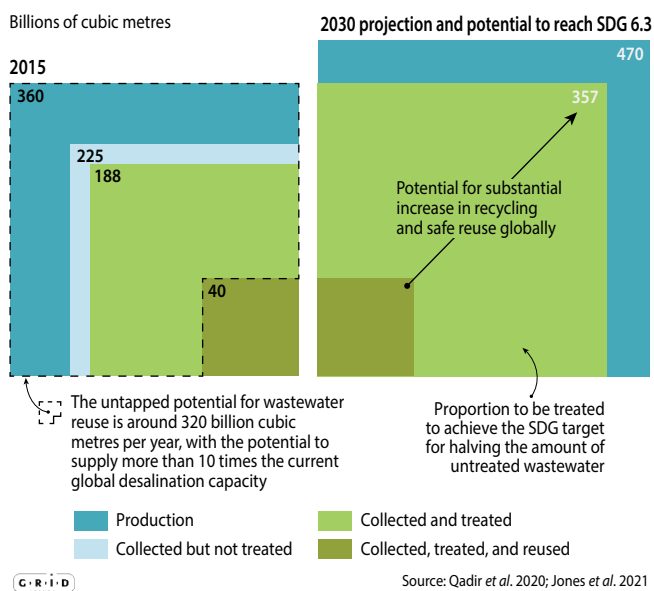 Billions of cubic metres
2030 projection and potential to reach SDG 6.3
2015
360
225
188
40
470
357
Potential for substantial
increase in recycling
and safe reuse globally
The untapped potential for wastewater
reuse is around 320 billion cubic
metres per year, with the potential to
supply more than 10 times the current
global desalination capacity
Proportion to be treated
to achieve the SDG target
for halving the amount of
untreated wastewater
Production
Collected and treated
Collected but not treated
Collected, treated, and reused
G·R·I·D
Source: Qadir et al. 2020; Jones et al. 2021